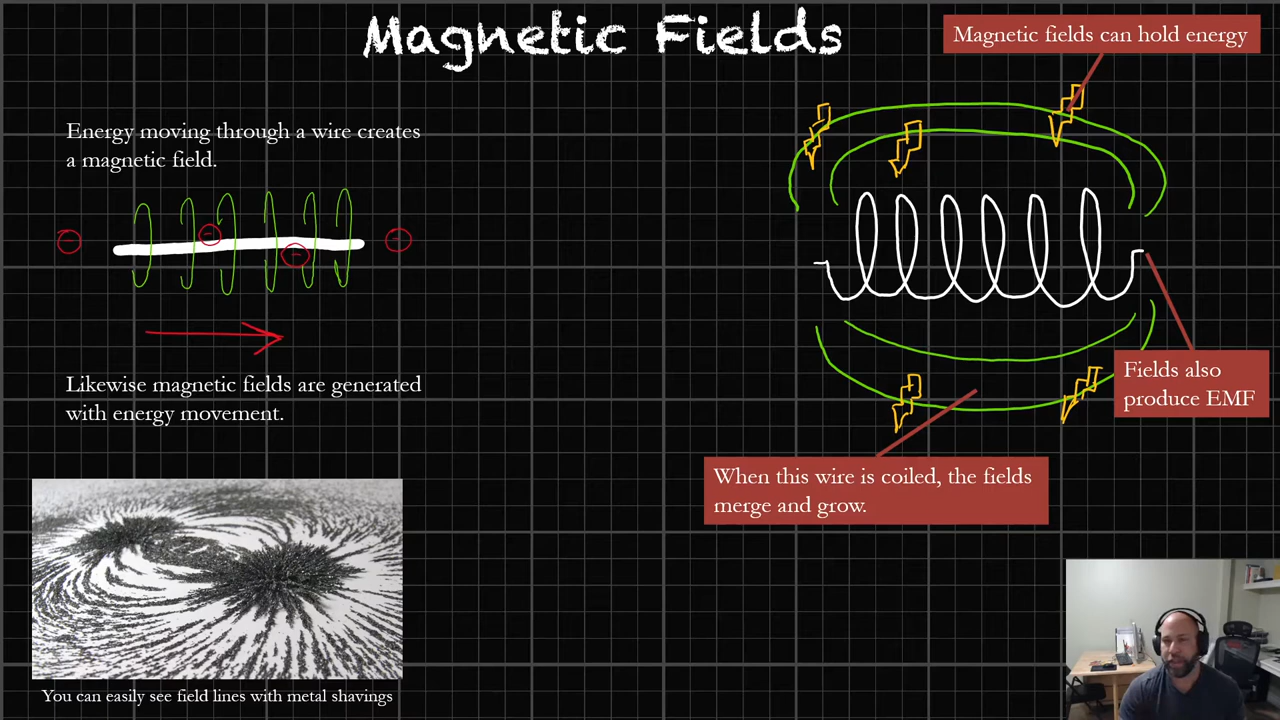 Magnetic Fields
Magnetic fields can hold energy
Energy moving through a wire creates
a magnetic field.
Likewise magnetic fields are generated
with energy movement.
Fields also
produce EMF
When this wire is coiled, the fields
merge and grow.
You can easily see field lines with metal shavings